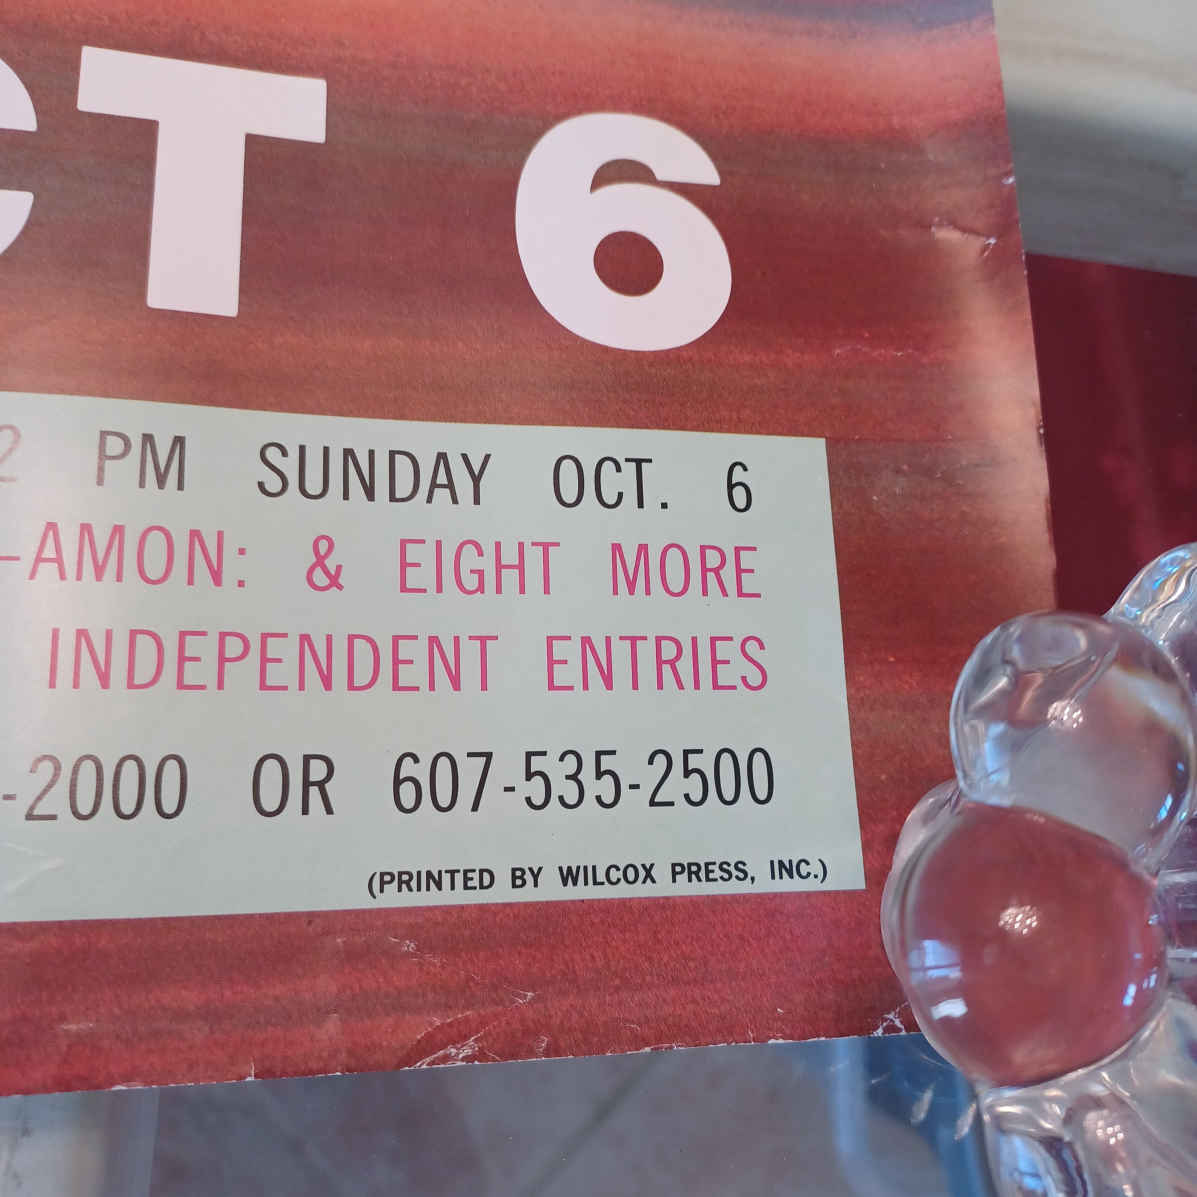 CT 6
2 PM SUNDAY OCT. 6
-AMON: & EIGHT MORE
INDEPENDENT ENTRIES
-2000 OR 607-535-2500
(PRINTED BY WILCOX PRESS, INC.)